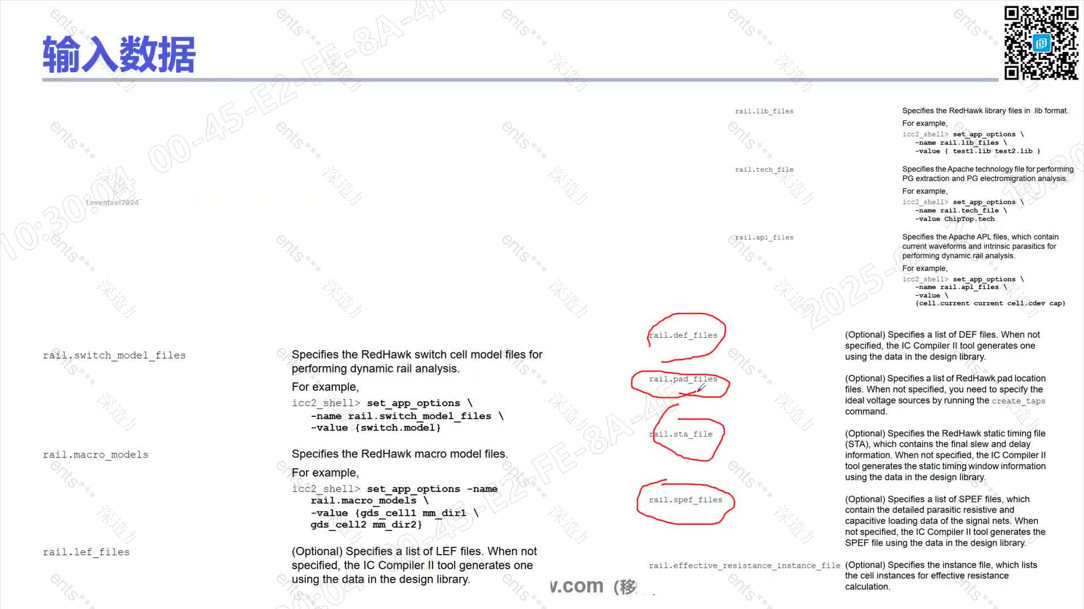 输入数据
rail.lib_files
Specifies the RedHawk library files in .lib format.
For example,
icc2_shell> set_app_options \
-name rail.lib_files \
-value { test1.lib test2.lib }
rail.tech_file
Specifies the Apache technology file for performing
PG extraction and PG electromigration analysis.
For example,
icc2_shell> set_app_options \
-name rail.tech_file \
-value ChipTop.tech
rail.apl_files
Specifies the Apache APL files, which contain
current waveforms and intrinsic parasitics for
performing dynamic rail analysis.
For example,
icc2_shell> set_app_options \
-name rail.apl_files \
-value \
{cell.current current cell.cdev cap}
rail.switch_model_files
Specifies the RedHawk switch cell model files for
performing dynamic rail analysis.
For example,
icc2_shell> set_app_options \
-name rail.switch_model_files \
-value {switch.model}
rail.macro_models
Specifies the RedHawk macro model files.
For example,
icc2_shell> set_app_options -name
rail.macro_models \
-value {gds_cell1 mm_dir1 \
gds_cell2 mm_dir2}
rail.lef_files
(Optional) Specifies a list of LEF files. When not
specified, the IC Compiler II tool generates one
using the data in the design library.
rail.def_files
(Optional) Specifies a list of DEF files. When not
specified, the IC Compiler II tool generates one
using the data in the design library.
rail.pad_files
(Optional) Specifies a list of RedHawk pad location
files. When not specified, you need to specify the
ideal voltage sources by running the create_taps
command.
rail.sta_file
(Optional) Specifies the RedHawk static timing file
(STA), which contains the final slew and delay
information. When not specified, the IC Compiler II
tool generates the static timing window information
using the data in the design library.
rail.spef_files
(Optional) Specifies a list of SPEF files, which
contain the detailed parasitic resistive and
capacitive loading data of the signal nets. When
not specified, the IC Compiler II tool generates the
SPEF file using the data in the design library.
rail.effective_resistance_instance_file
(Optional) Specifies the instance file, which lists
the cell instances for effective resistance
calculation.
w.com (移
10:30:04 00-45-E2-FE-8A-4F